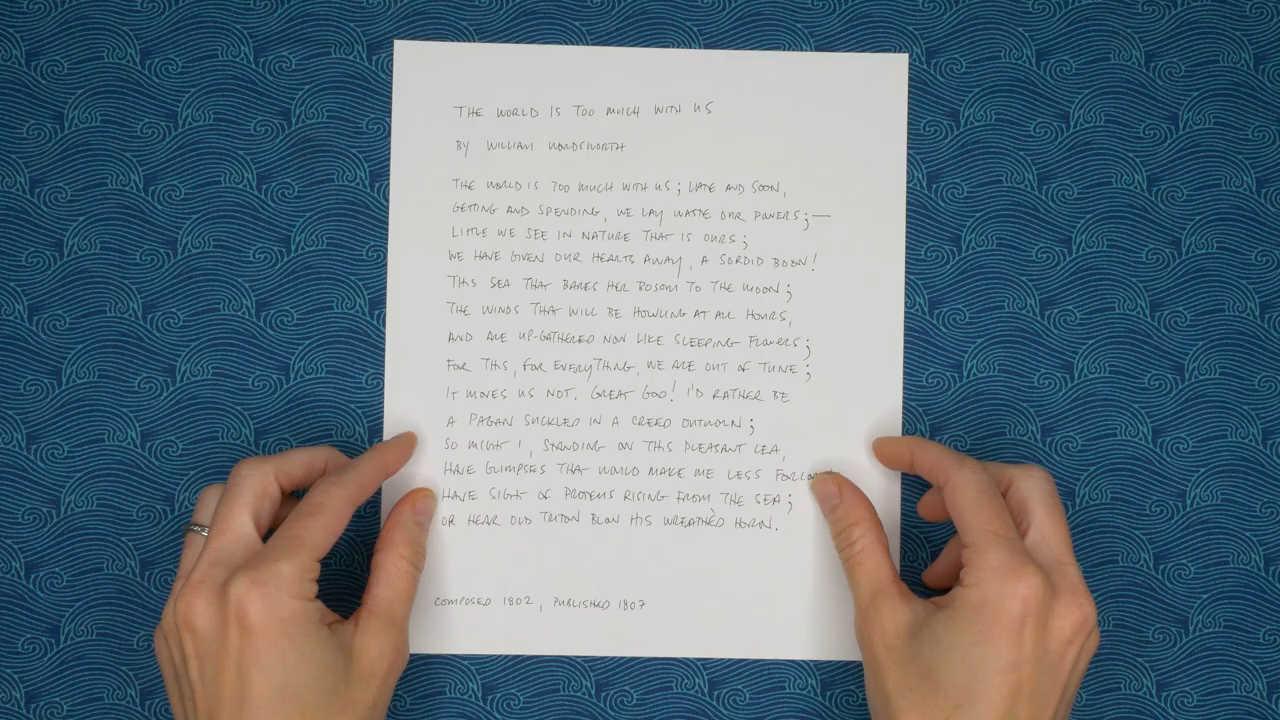 THE WORLD IS TOO MUCH WITH US
BY WILLIAM WORDSWORTH
THE WORLD IS TOO MUCH WITH US; LATE AND SOON,
GETTING AND SPENDING, WE LAY WASTE OUR POWERS;—
LITTLE WE SEE IN NATURE THAT IS OURS;
WE HAVE GIVEN OUR HEARTS AWAY, A SORDID BOON!
THIS SEA THAT BARES HER BOSOM TO THE MOON;
THE WINDS THAT WILL BE HOWLING AT ALL HOURS,
AND ARE UP-GATHERED NOW LIKE SLEEPING FLOWERS;
FOR THIS, FOR EVERYTHING, WE ARE OUT OF TUNE;
IT MOVES US NOT. GREAT GOD! I'D RATHER BE
A PAGAN SUCKLED IN A CREED OUTWORN;
SO MIGHT I, STANDING ON THIS PLEASANT LEA,
HAVE GLIMPSES THAT WOULD MAKE ME LESS
HAVE SIGHT OF PROTEUS RISING FROM THE SEA;
OR HEAR OLD TRITON BLOW HIS WREATHÈD HORN.
COMPOSED 1802, PUBLISHED 1807